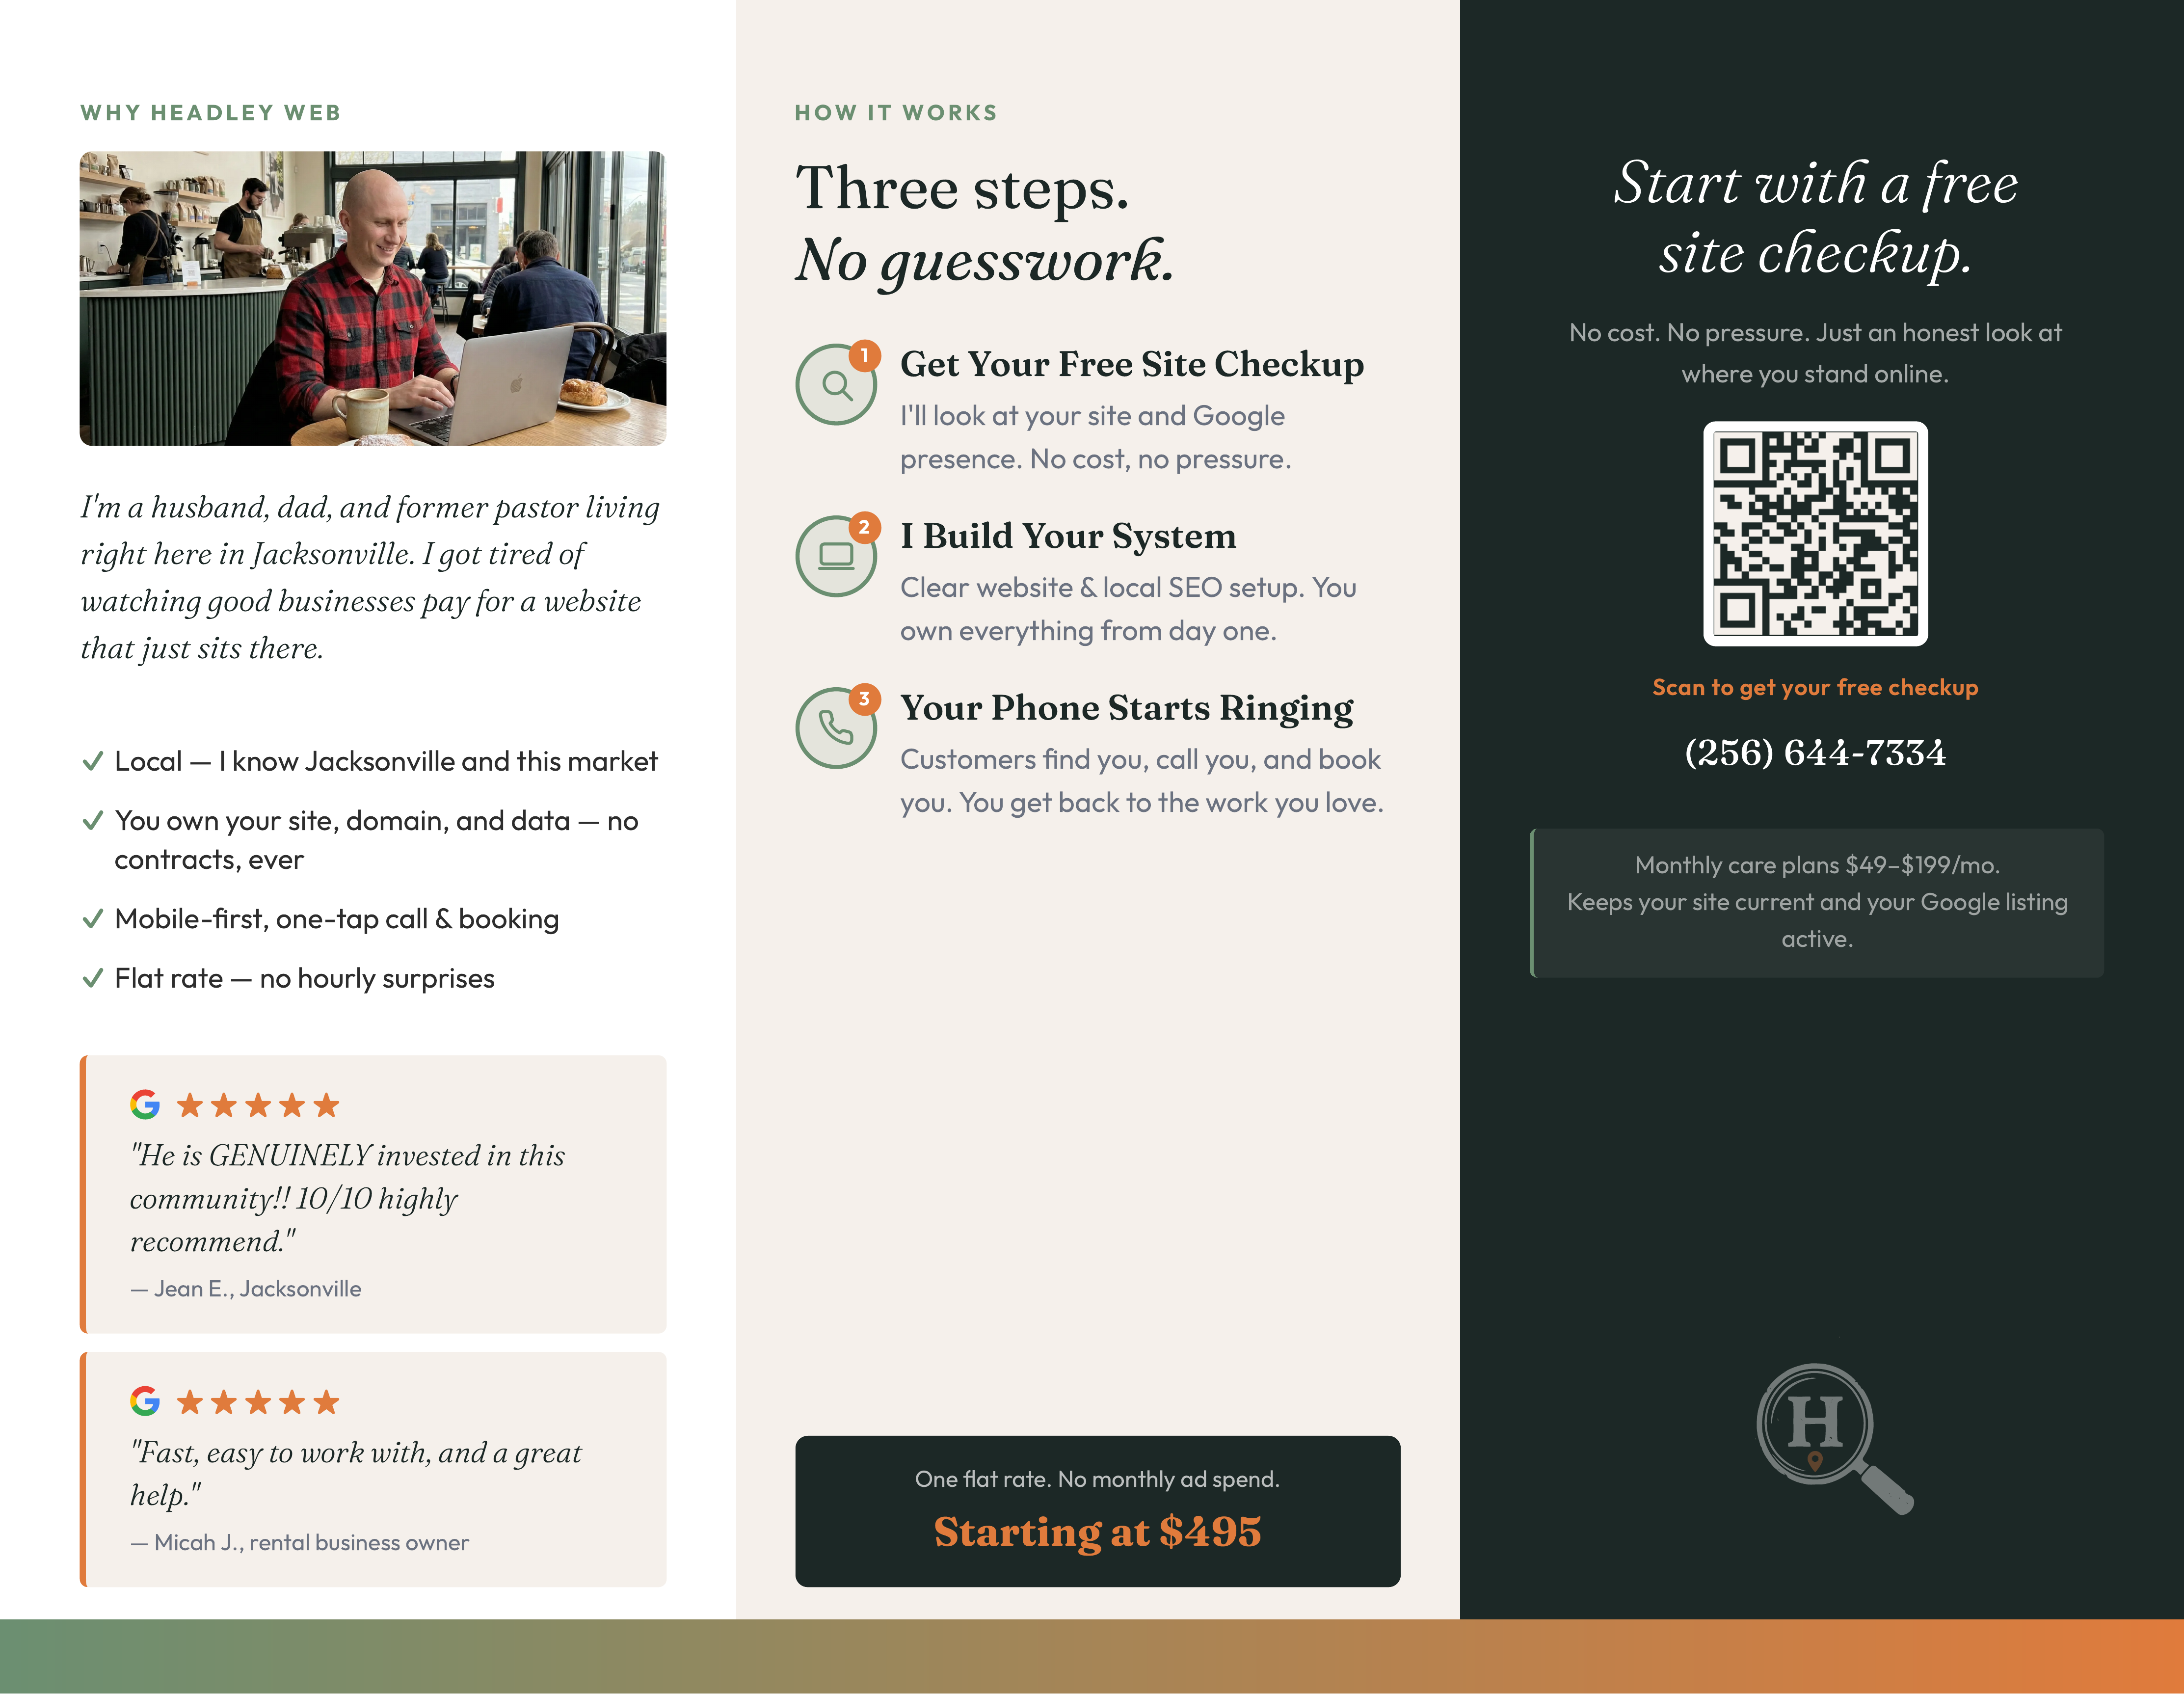 WHY HEADLEY WEB
I'm a husband, dad, and former pastor living
right here in Jacksonville. I got tired of
watching good businesses pay for a website
that just sits there.
Local — I know Jacksonville and this market
You own your site, domain, and data — no
contracts, ever
Mobile-first, one-tap call & booking
Flat rate — no hourly surprises
"He is GENUINELY invested in this
community!! 10/10 highly
recommend."
— Jean E., Jacksonville
"Fast, easy to work with, and a great
help."
— Micah J., rental business owner
HOW IT WORKS
Three steps.
No guesswork.
1
Get Your Free Site Checkup
I'll look at your site and Google
presence. No cost, no pressure.
2
I Build Your System
Clear website & local SEO setup. You
own everything from day one.
3
Your Phone Starts Ringing
Customers find you, call you, and book
you. You get back to the work you love.
One flat rate. No monthly ad spend.
Starting at $495
Start with a free
site checkup.
No cost. No pressure. Just an honest look at
where you stand online.
Scan to get your free checkup
(256) 644-7334
Monthly care plans $49–$199/mo.
Keeps your site current and your Google listing
active.
H